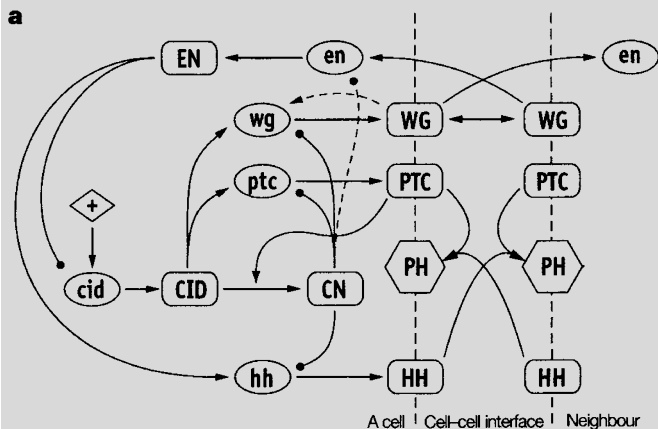 a
EN
en
en
wg
WG
WG
ptc
PTC
PTC
+
PH
PH
cid
CID
CN
hh
HH
HH
A cell
Cell–cell interface
Neighbour